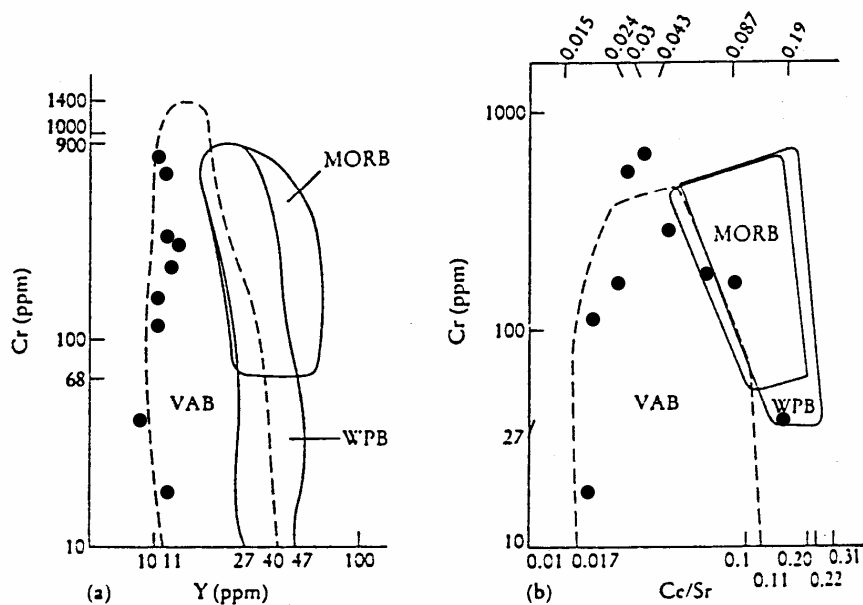 1400
1000
900
100
68
10
Cr (ppm)
MORB
VAB
WPB
10 11 27 40 47 100
(a) Y (ppm)
0.015 0.024 0.03 0.043 0.087 0.19
1000
100
27
10
Cr (ppm)
MORB
VAB
WPB
0.01 0.017 0.1 0.20 0.31
0.11 0.22
(b) Cc/Sr